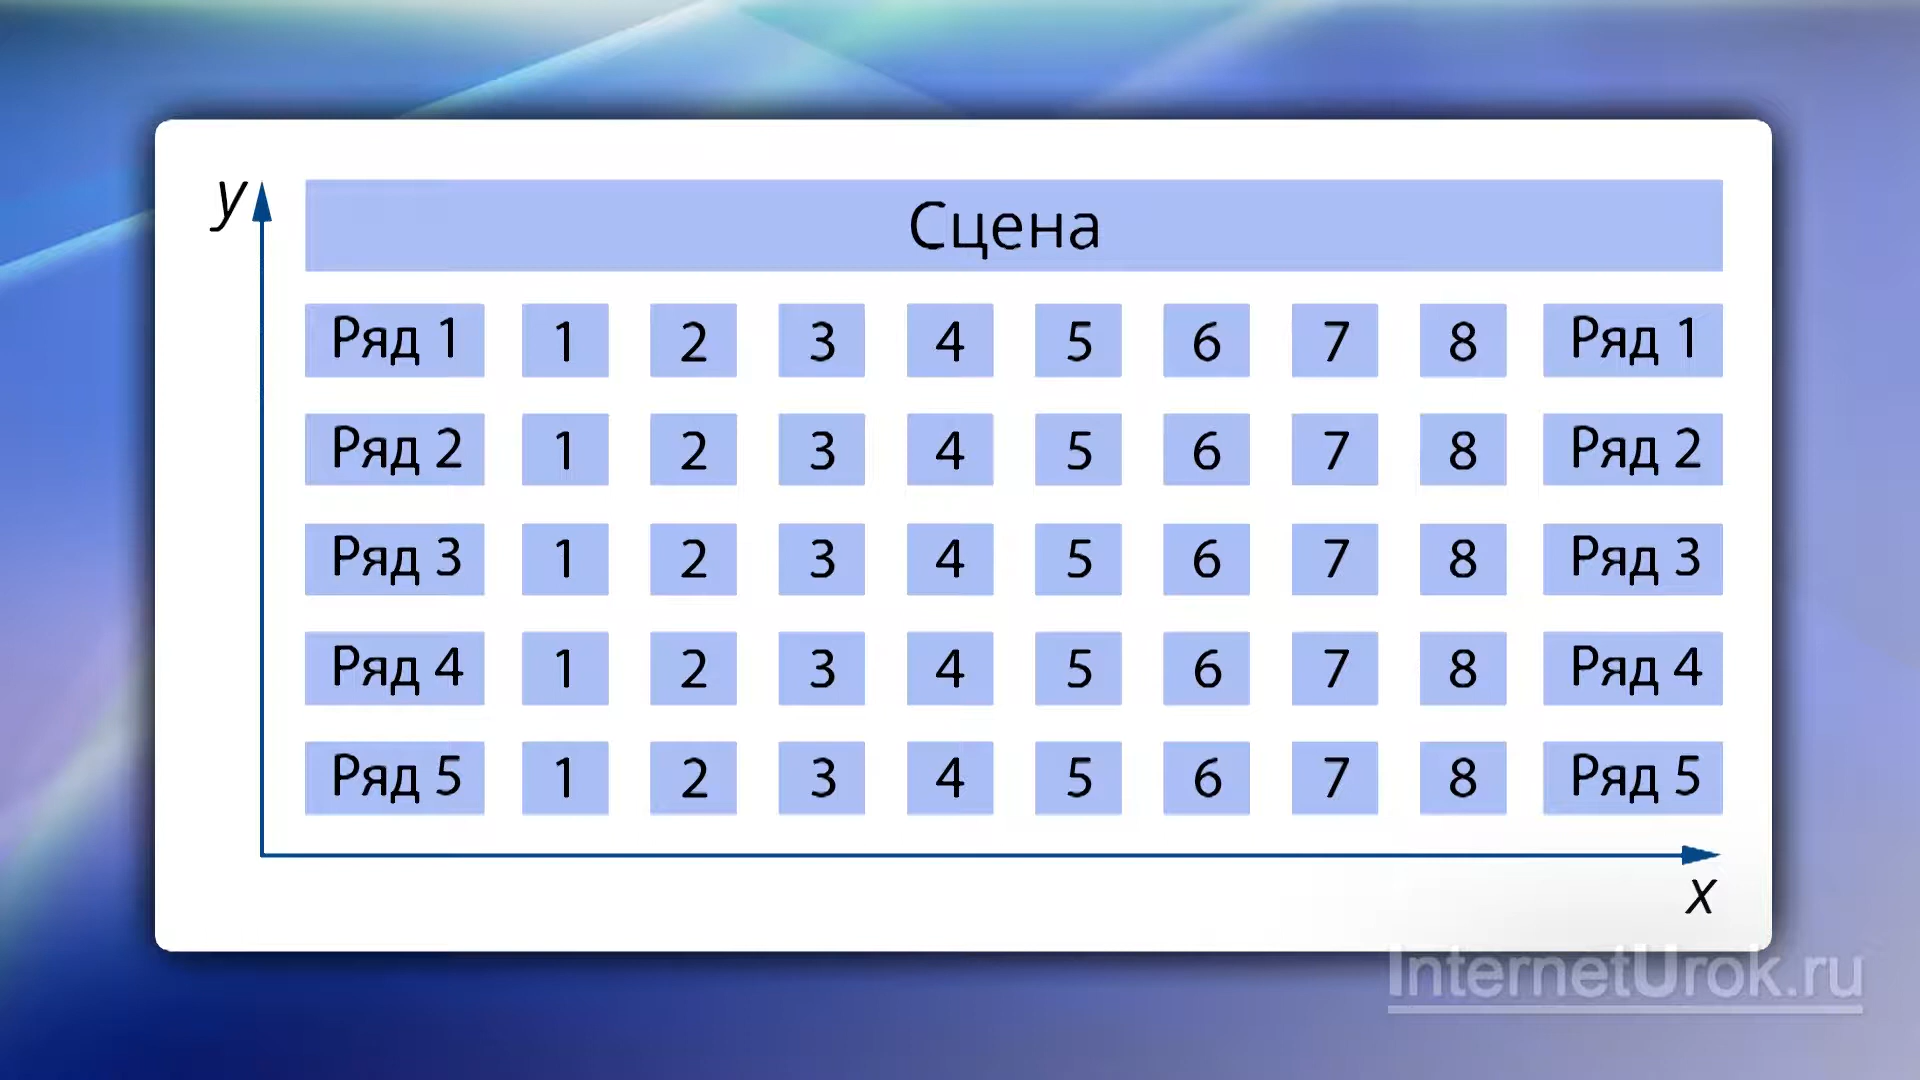 y
Сцена
Ряд 1 1 2 3 4 5 6 7 8 Ряд 1
Ряд 2 1 2 3 4 5 6 7 8 Ряд 2
Ряд 3 1 2 3 4 5 6 7 8 Ряд 3
Ряд 4 1 2 3 4 5 6 7 8 Ряд 4
Ряд 5 1 2 3 4 5 6 7 8 Ряд 5
x
InternetUrok.ru